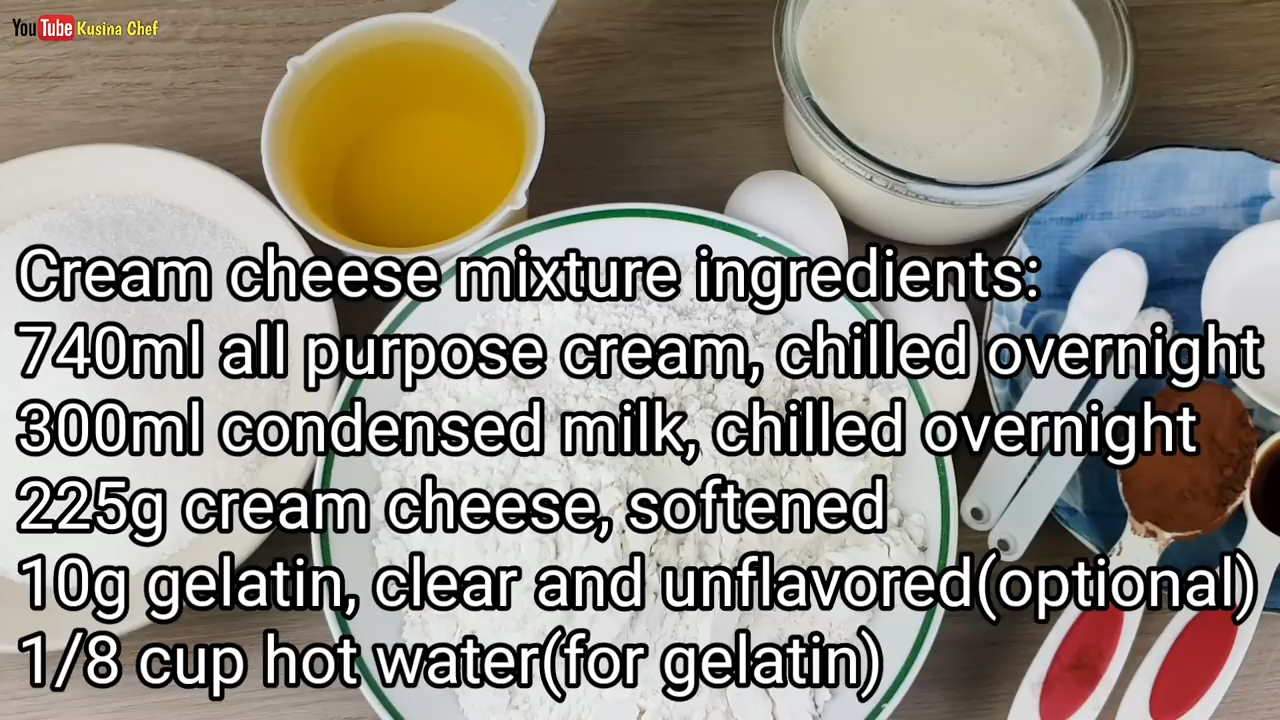 YouTube Kusina Chef
Cream cheese mixture ingredients:
740ml all purpose cream, chilled overnight
300ml condensed milk, chilled overnight
225g cream cheese, softened
10g gelatin, clear and unflavored(optional)
1/8 cup hot water(for gelatin)